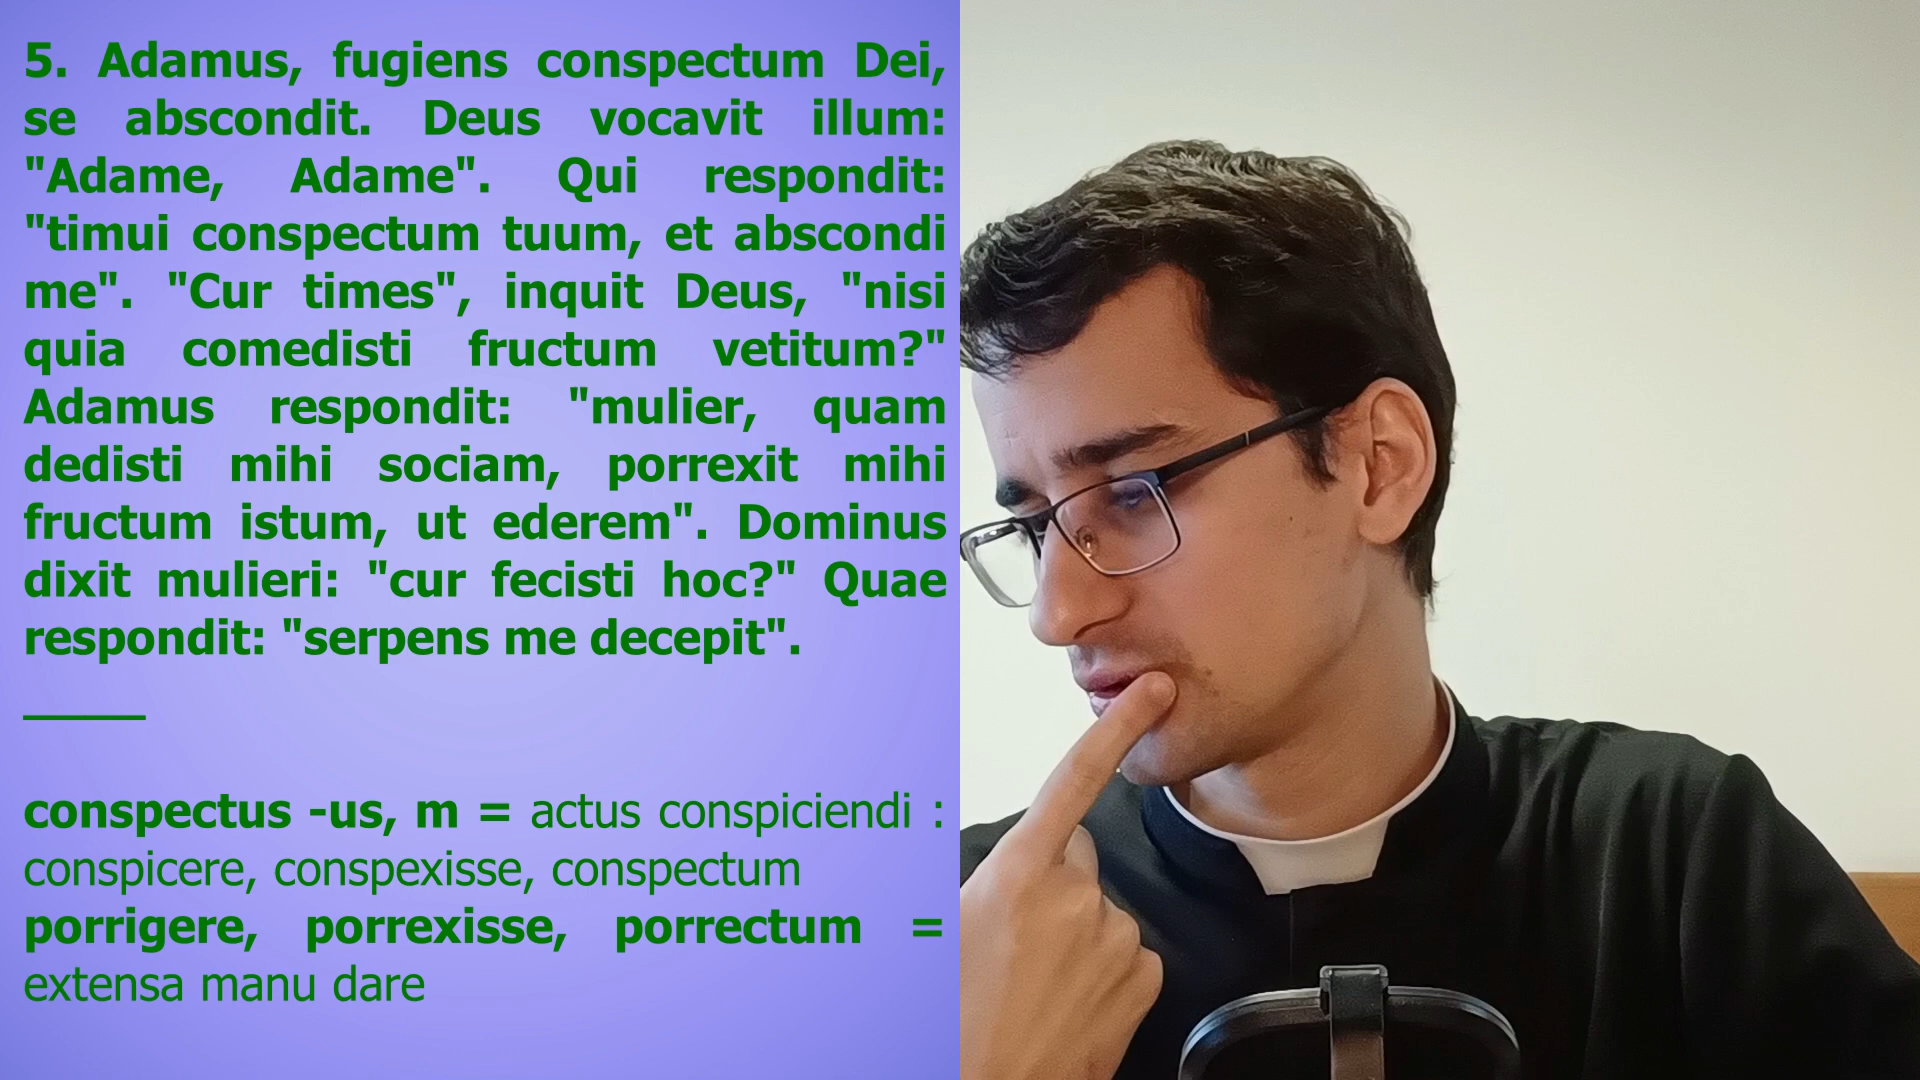 5. Adamus, fugiens conspectum Dei,
se abscondit. Deus vocavit illum:
"Adame, Adame". Qui respondit:
"timui conspectum tuum, et abscondi
me". "Cur times", inquit Deus, "nisi
quia comedisti fructum vetitum?"
Adamus respondit: "mulier, quam
dedisti mihi sociam, porrexit mihi
fructum istum, ut ederem". Dominus
dixit mulieri: "cur fecisti hoc?" Quae
respondit: "serpens me decepit".
_____
conspectus -us, m = actus conspiciendi :
conspicere, conspexisse, conspectum
porrigere, porrexisse, porrectum =
extensa manu dare